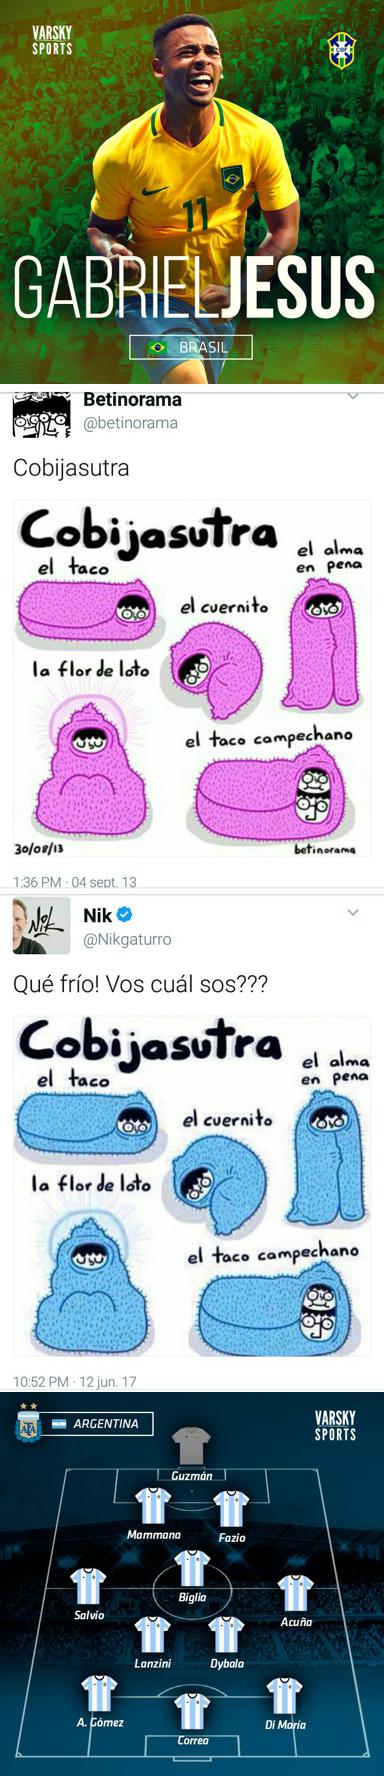 VARSKY
SPORTS
CBF
11
GABRIELJESUS
BRASIL
Betinorama
@betinorama
Cobijasutra
Cobijasutra
el taco
el alma
en pena
el cuernito
la flor de loto
el taco campechano
30/08/13
betinorama
1:36 PM · 04 sept. 13
Nik
Nik
@Nikgaturro
Qué frío! Vos cuál sos???
Cobijasutra
el taco
el alma
en pena
el cuernito
la flor de loto
el taco campechano
10:52 PM · 12 jun. 17
AFA
ARGENTINA
VARSKY
SPORTS
Guzmán
Mammana
Fazio
Biglia
Salvio
Acuña
Lanzini
Dybala
A. Gómez
Correa
Di María